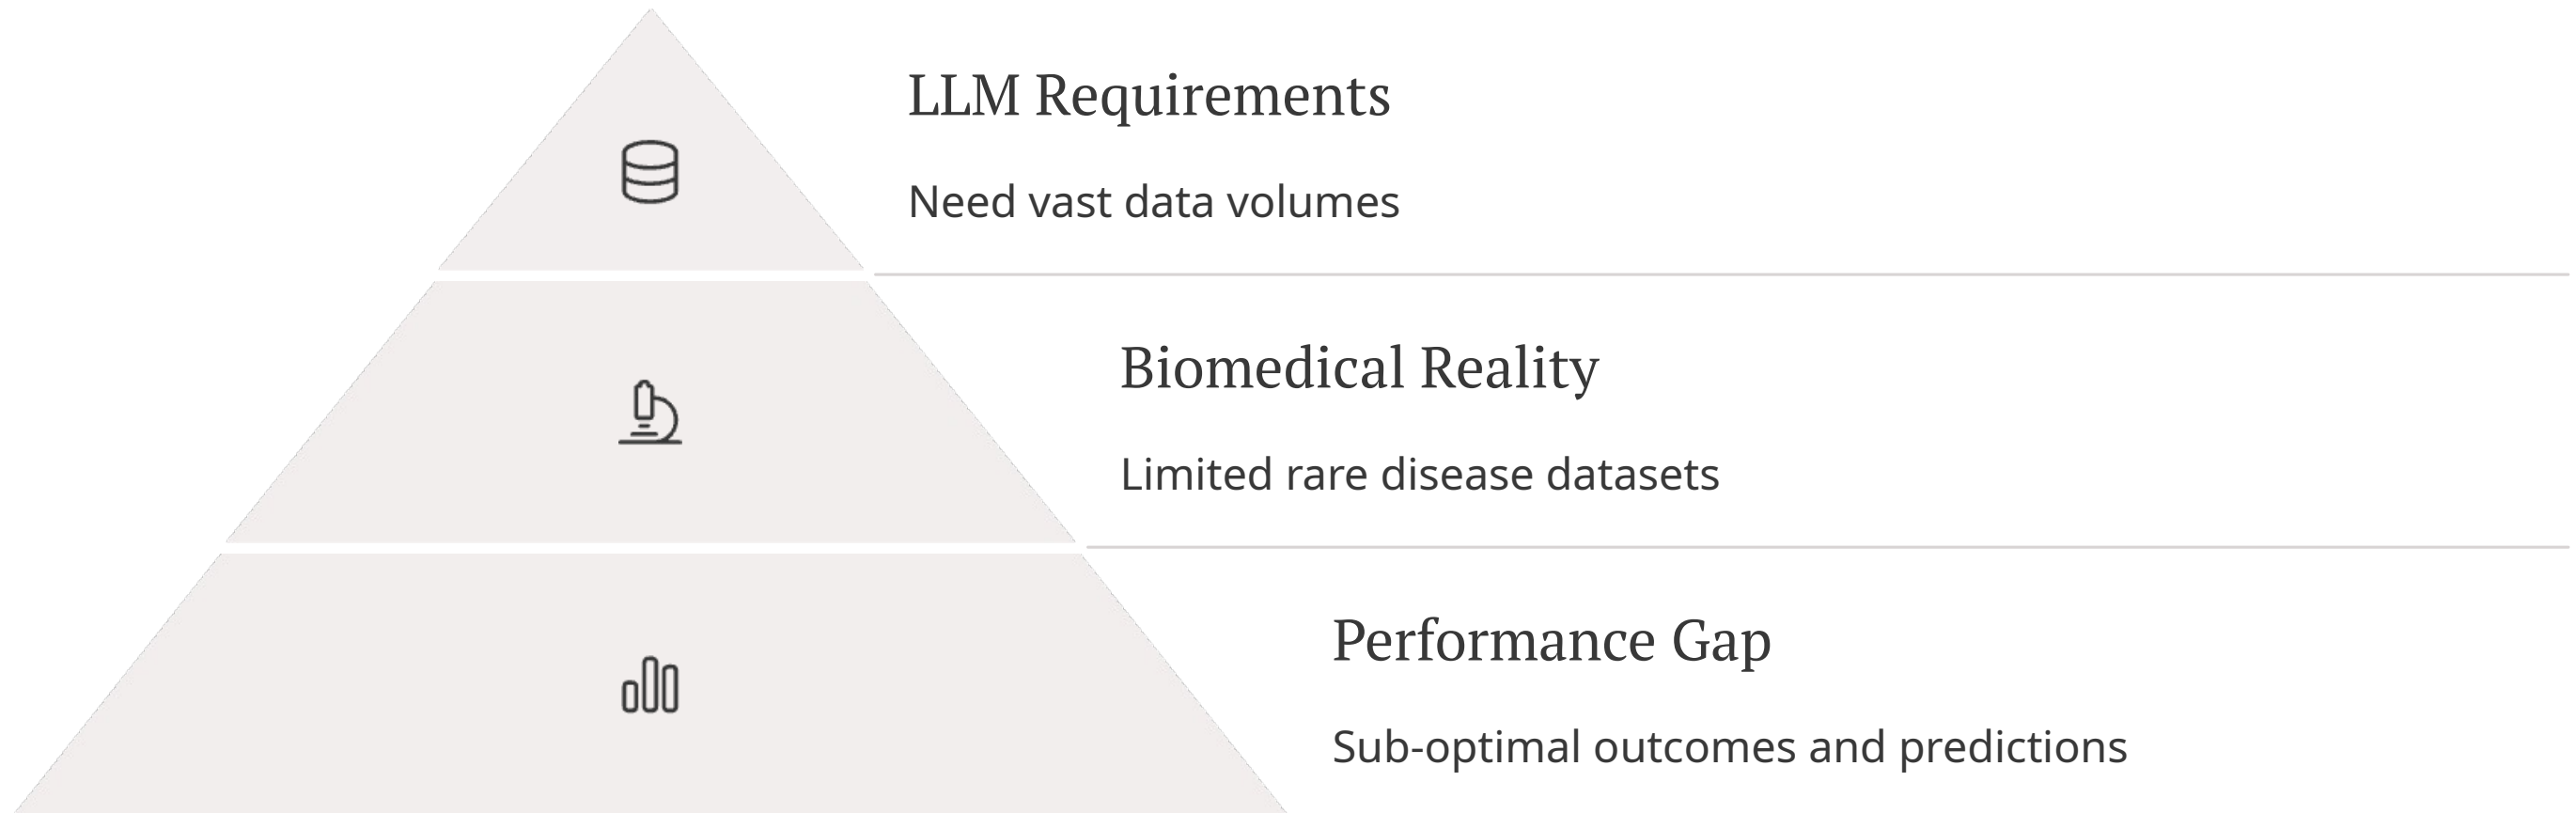 LLM Requirements
Need vast data volumes
Biomedical Reality
Limited rare disease datasets
Performance Gap
Sub-optimal outcomes and predictions